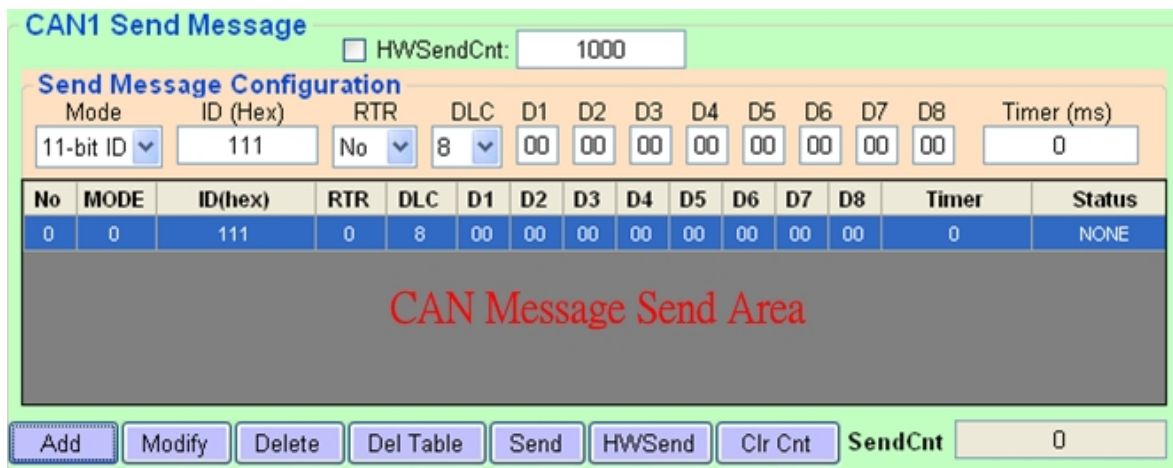 CAN1 Send Message
HWSendCnt: 1000
Send Message Configuration
Mode ID (Hex) RTR DLC D1 D2 D3 D4 D5 D6 D7 D8 Timer (ms)
11-bit ID 111 No 8 00 00 00 00 00 00 00 00 0
No MODE ID(hex) RTR DLC D1 D2 D3 D4 D5 D6 D7 D8 Timer Status
0 0 111 0 8 00 00 00 00 00 00 00 00 0 NONE
CAN Message Send Area
Add Modify Delete Del Table Send HWSend Clr Cnt SendCnt 0